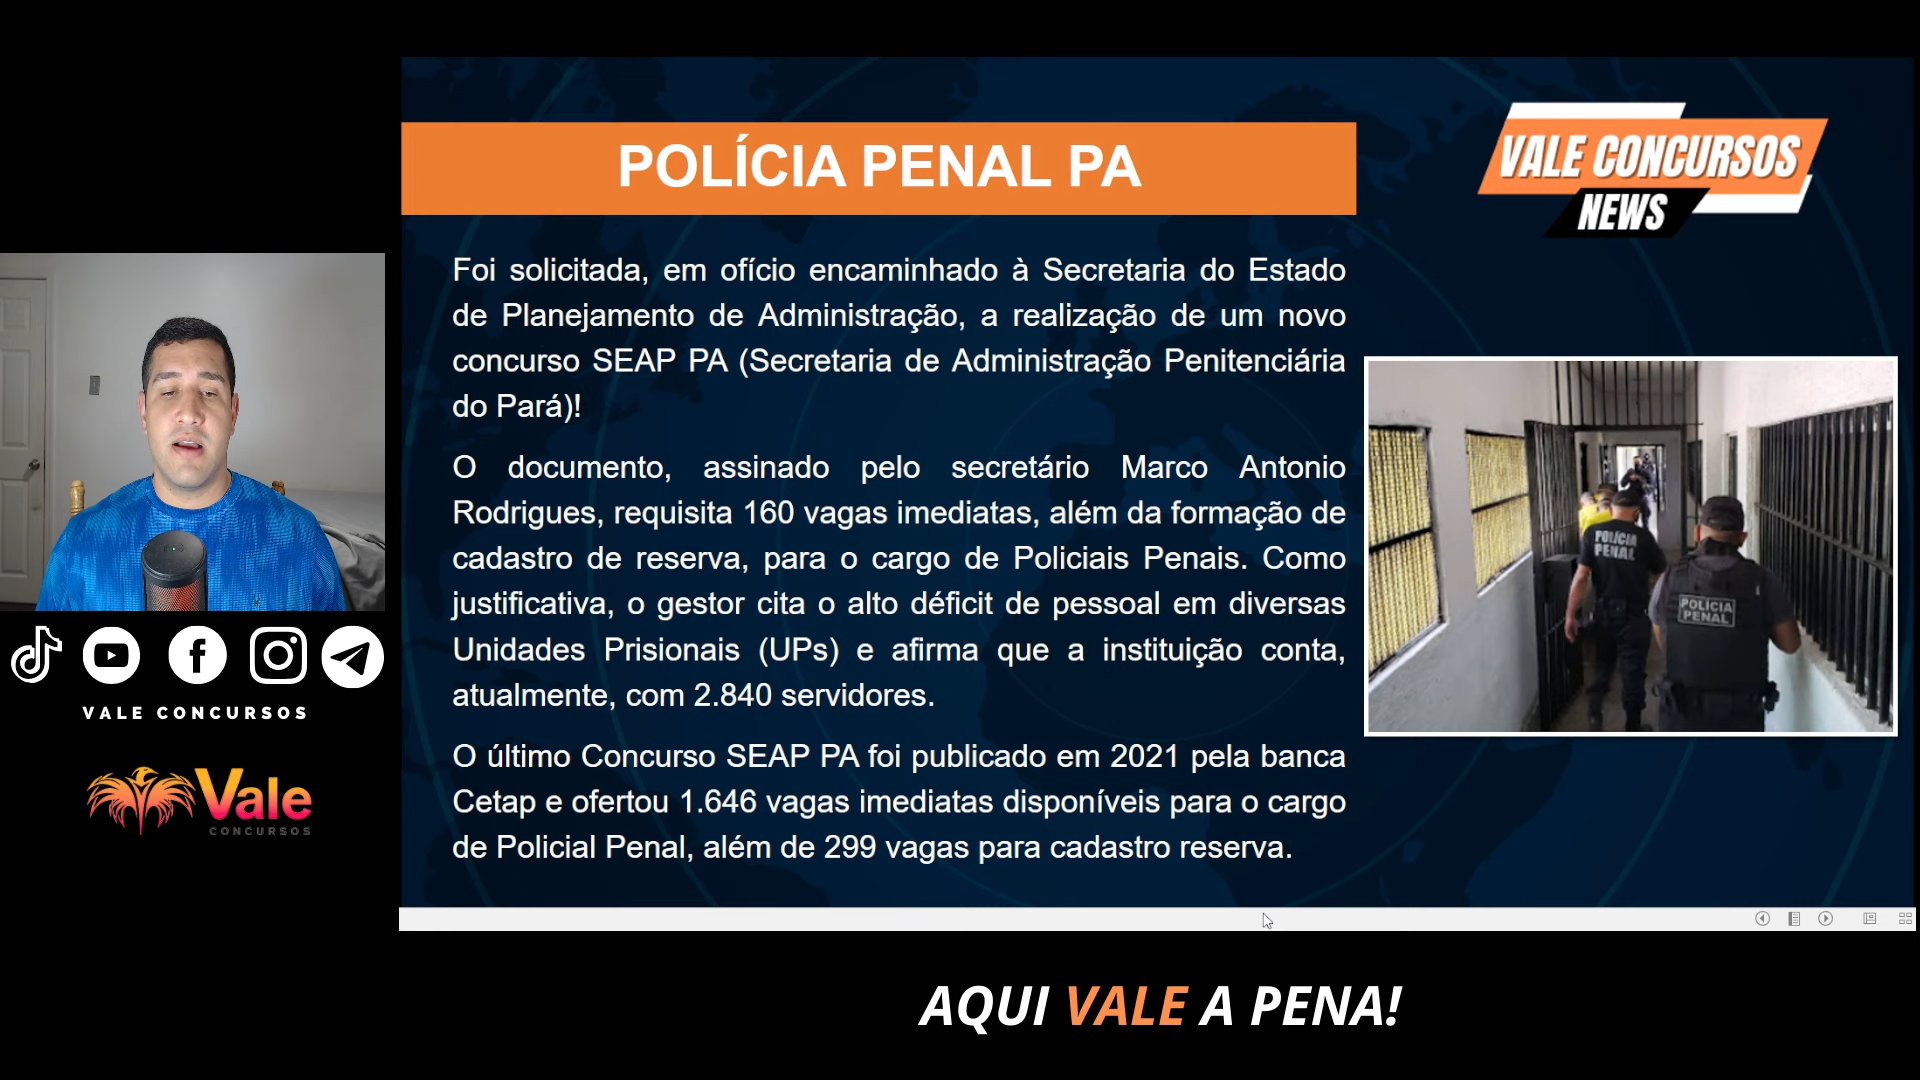 POLÍCIA PENAL PA
VALE CONCURSOS
NEWS
Foi solicitada, em ofício encaminhado à Secretaria do Estado
de Planejamento de Administração, a realização de um novo
concurso SEAP PA (Secretaria de Administração Penitenciária
do Pará)!
O documento, assinado pelo secretário Marco Antonio
Rodrigues, requisita 160 vagas imediatas, além da formação de
cadastro de reserva, para o cargo de Policiais Penais. Como
justificativa, o gestor cita o alto déficit de pessoal em diversas
Unidades Prisionais (UPs) e afirma que a instituição conta,
atualmente, com 2.840 servidores.
O último Concurso SEAP PA foi publicado em 2021 pela banca
Cetap e ofertou 1.646 vagas imediatas disponíveis para o cargo
de Policial Penal, além de 299 vagas para cadastro reserva.
POLÍCIA
PENAL
POLÍCIA
PENAL
VALE CONCURSOS
Vale
CONCURSOS
AQUI VALE A PENA!